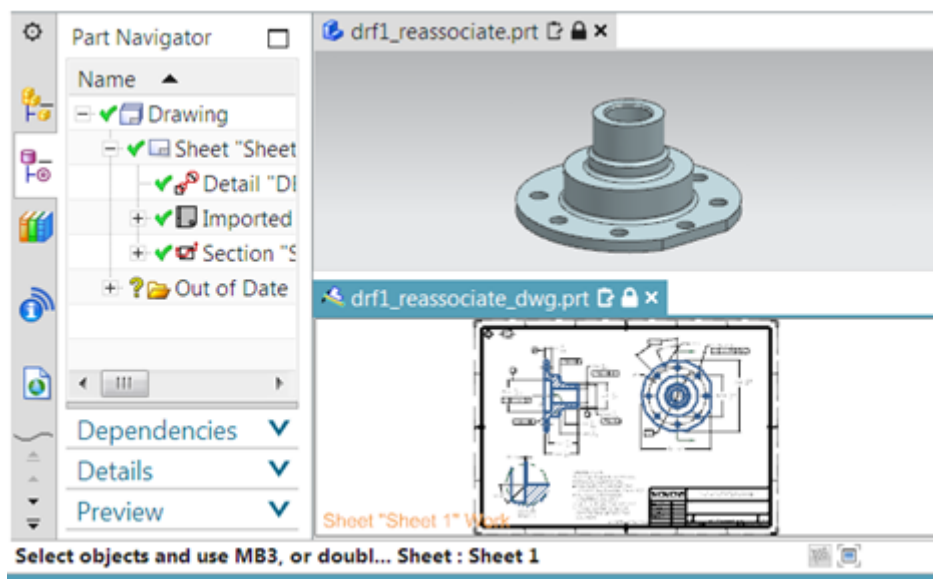 Part Navigator
Name
Drawing
Sheet "Sheet
Detail "DI
Imported
Section "S
Out of Date
Dependencies
Details
Preview
drf1_reassociate.prt
drf1_reassociate_dwg.prt
Sheet "Sheet 1" Work
Select objects and use MB3, or doubl... Sheet : Sheet 1